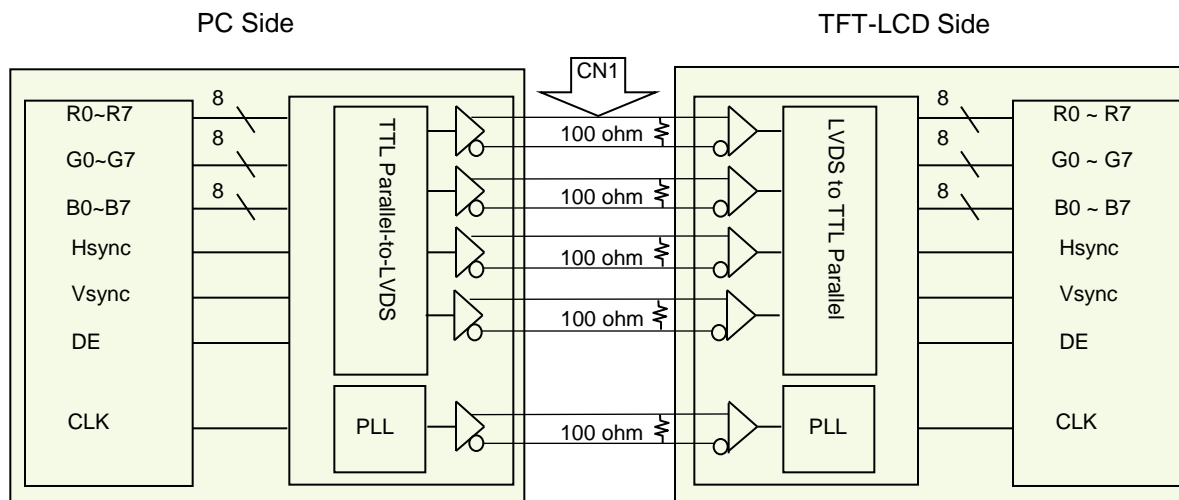 PC Side
TFT-LCD Side
CN1
R0~R7
8
G0~G7
8
B0~B7
8
Hsync
Vsync
DE
CLK
TTL Parallel-to-LVDS
PLL
100 ohm
100 ohm
100 ohm
100 ohm
100 ohm
LVDS to TTL Parallel
PLL
8
R0 ~ R7
8
G0 ~ G7
8
B0 ~ B7
Hsync
Vsync
DE
CLK